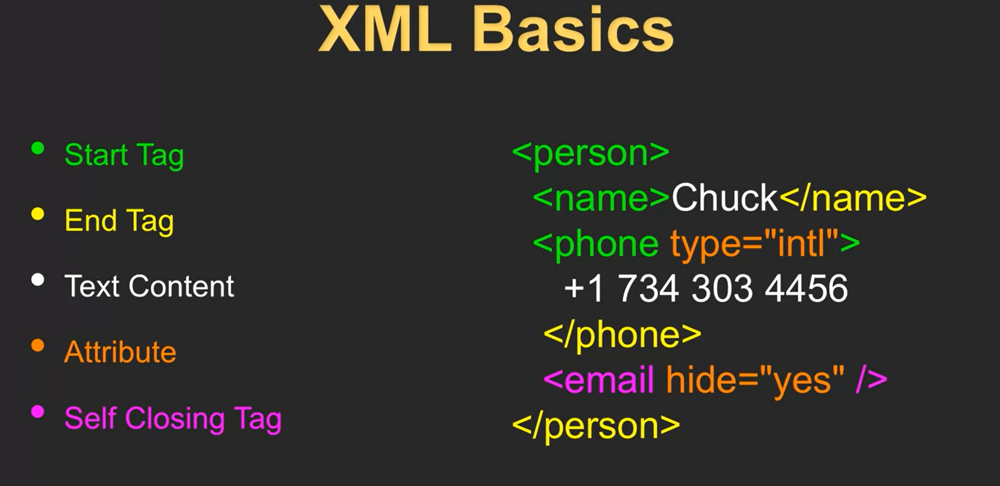 XML Basics
• Start Tag
• End Tag
• Text Content
• Attribute
• Self Closing Tag
<person>
<name>Chuck</name>
<phone type="intl">
+1 734 303 4456
</phone>
<email hide="yes" />
</person>